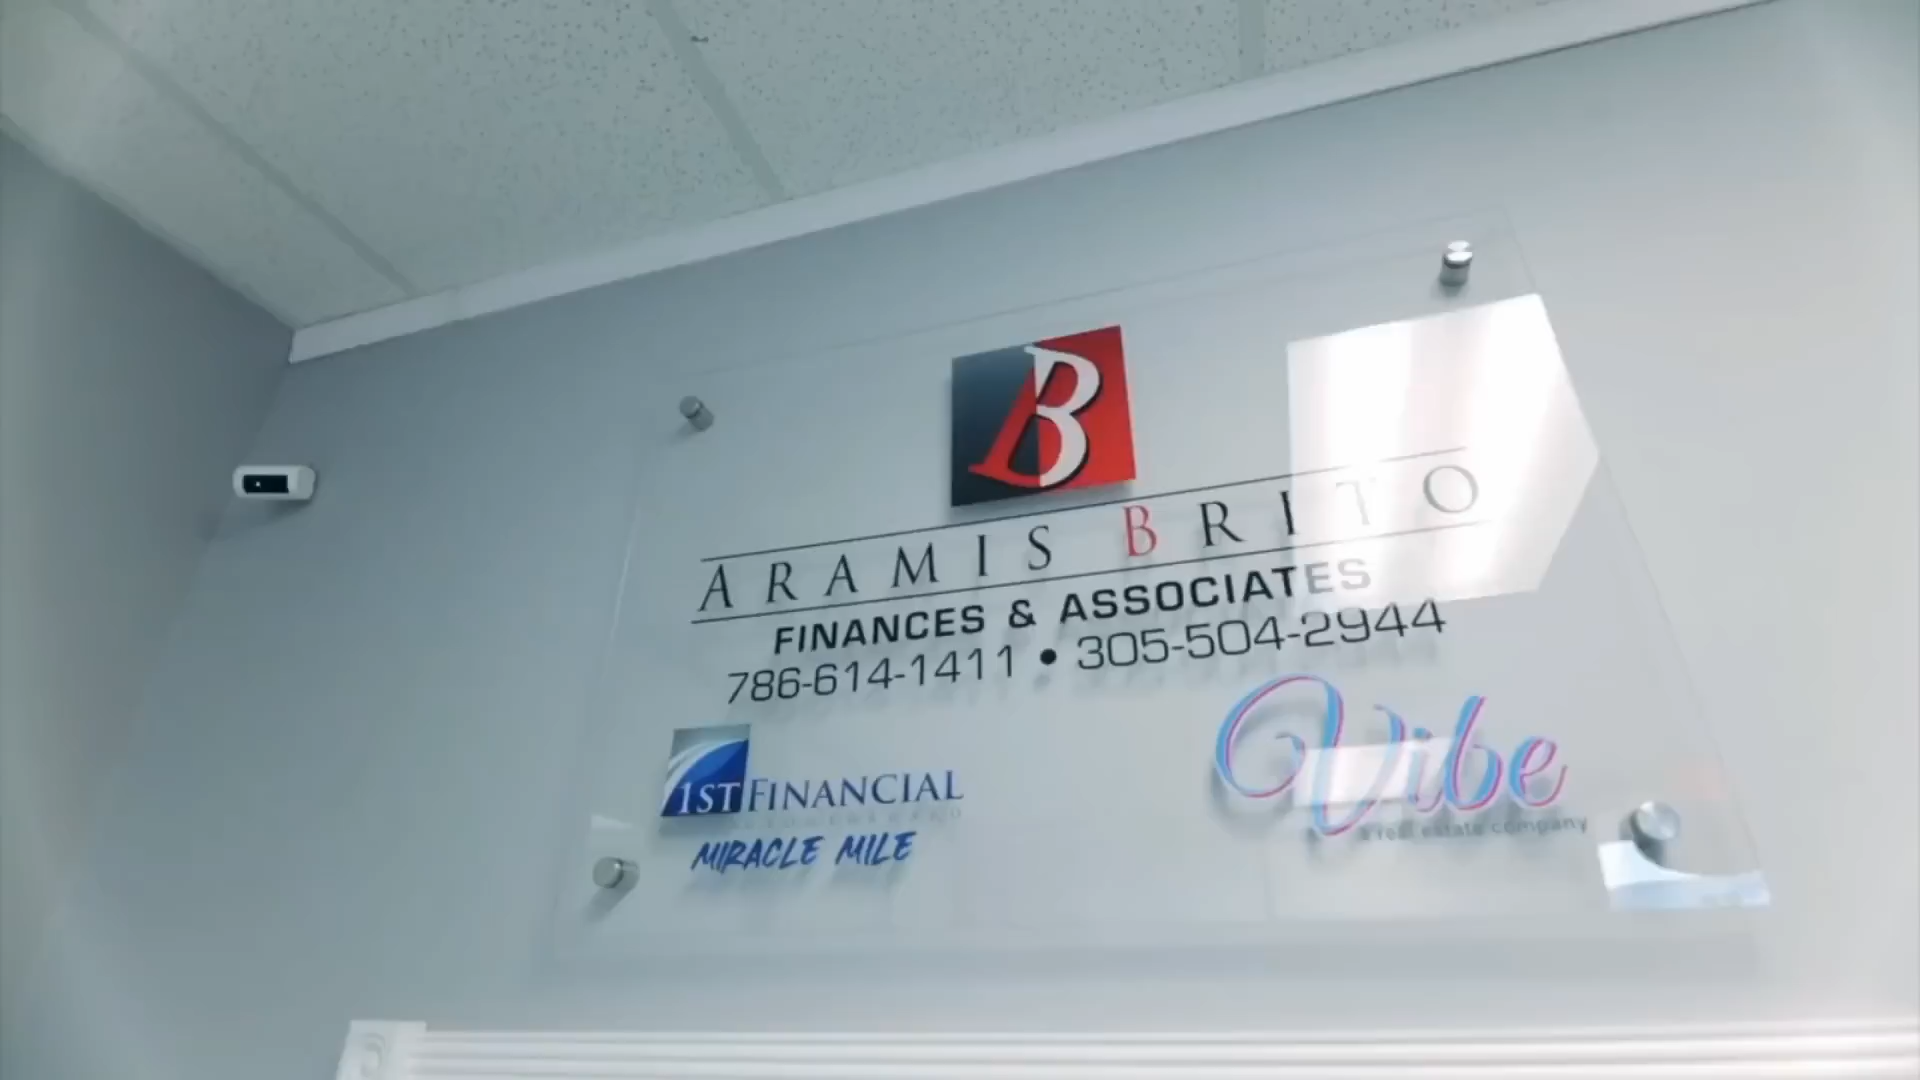 B
ARAMIS BRITO
FINANCES & ASSOCIATES
786-614-1411 • 305-504-2944
1ST FINANCIAL
MIRACLE MILE
Vibe
a real estate company